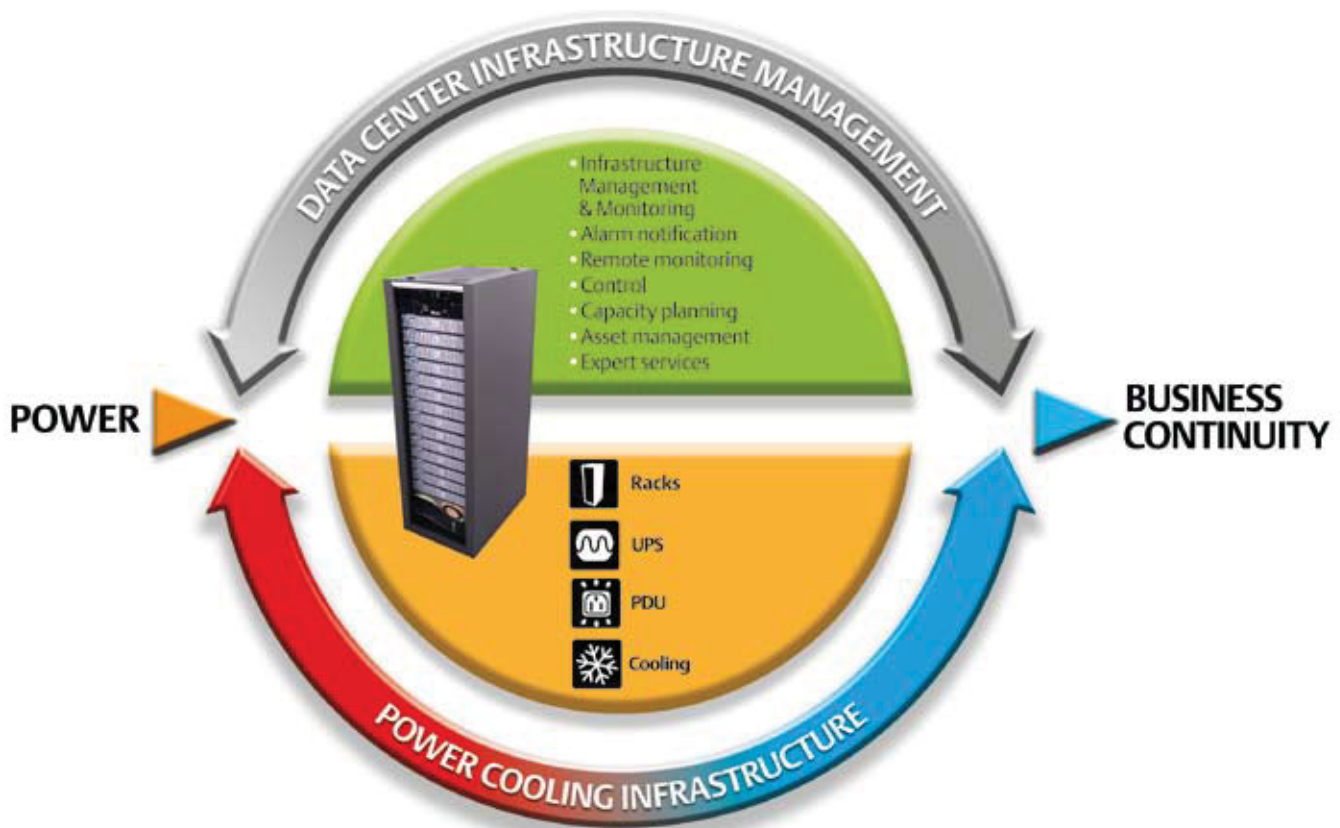 DATA CENTER INFRASTRUCTURE MANAGEMENT
• Infrastructure
Management
& Monitoring
• Alarm notification
• Remote monitoring
• Control
• Capacity planning
• Asset management
• Expert services
POWER
BUSINESS
CONTINUITY
Racks
UPS
PDU
Cooling
POWER COOLING INFRASTRUCTURE